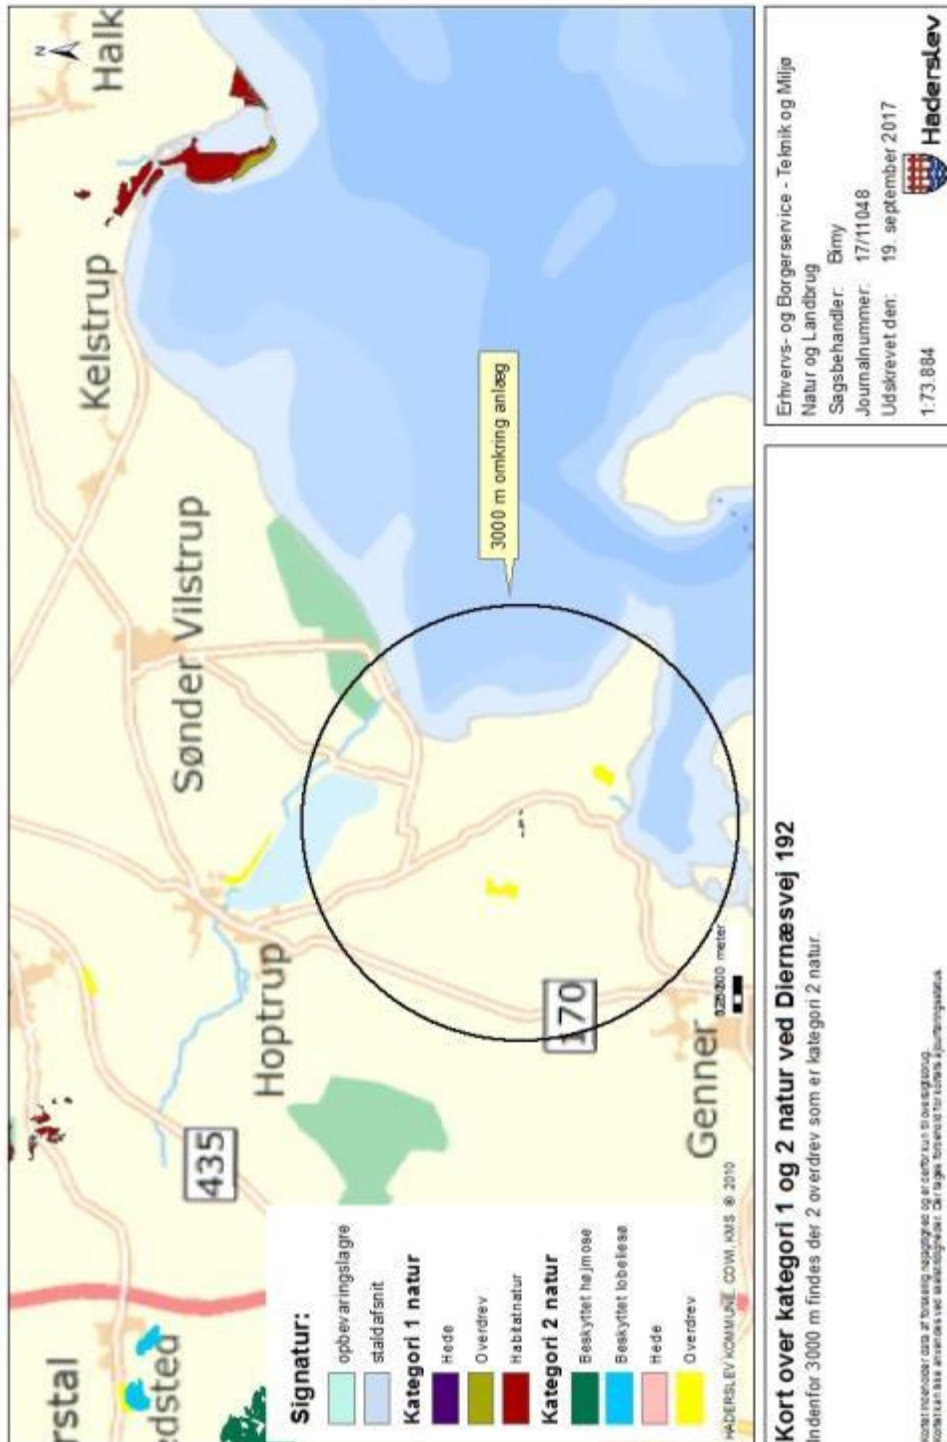 Halk
N
Kelstrup
Sønder Vilstrup
3000 m omkring anlæg
Hoptrup
435
170
Genner
rstal
edsted
meter
Signatur:
opbevaringslagre
staldafsnit
Kategori 1 natur
Hede
Overdrev
Habitatnatur
Kategori 2 natur
Beskyttet højmose
Beskyttet lobeliesø
Hede
Overdrev
HADERSLEV KOMMUNE, COWI, KMS © 2010
Kort over kategori 1 og 2 natur ved Diernæsvej 192
Indenfor 3000 m findes der 2 overdrev som er kategori 2 natur.
Erhvervs- og Borgerservice - Teknik og Miljø
Natur og Landbrug
Sagsbehandler: Bimy
Journalnummer: 17/11048
Udskrevet den: 19. september 2017
1:73.884
Haderslev